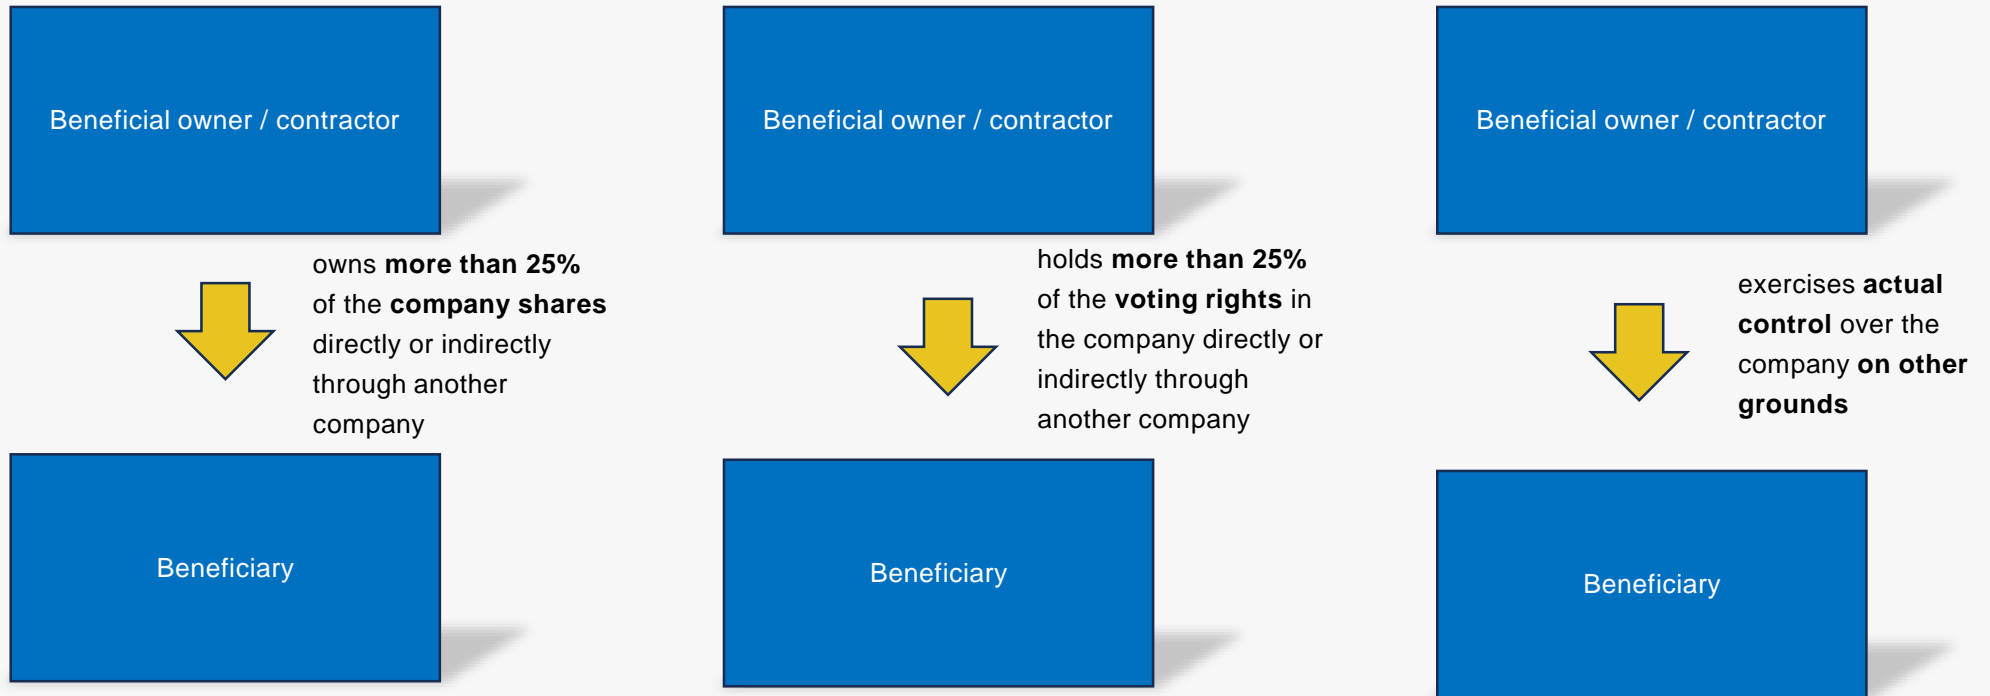 Beneficial owner / contractor
owns more than 25%
of the company shares
directly or indirectly
through another
company
Beneficiary
Beneficial owner / contractor
holds more than 25%
of the voting rights in
the company directly or
indirectly through
another company
Beneficiary
Beneficial owner / contractor
exercises actual
control over the
company on other
grounds
Beneficiary